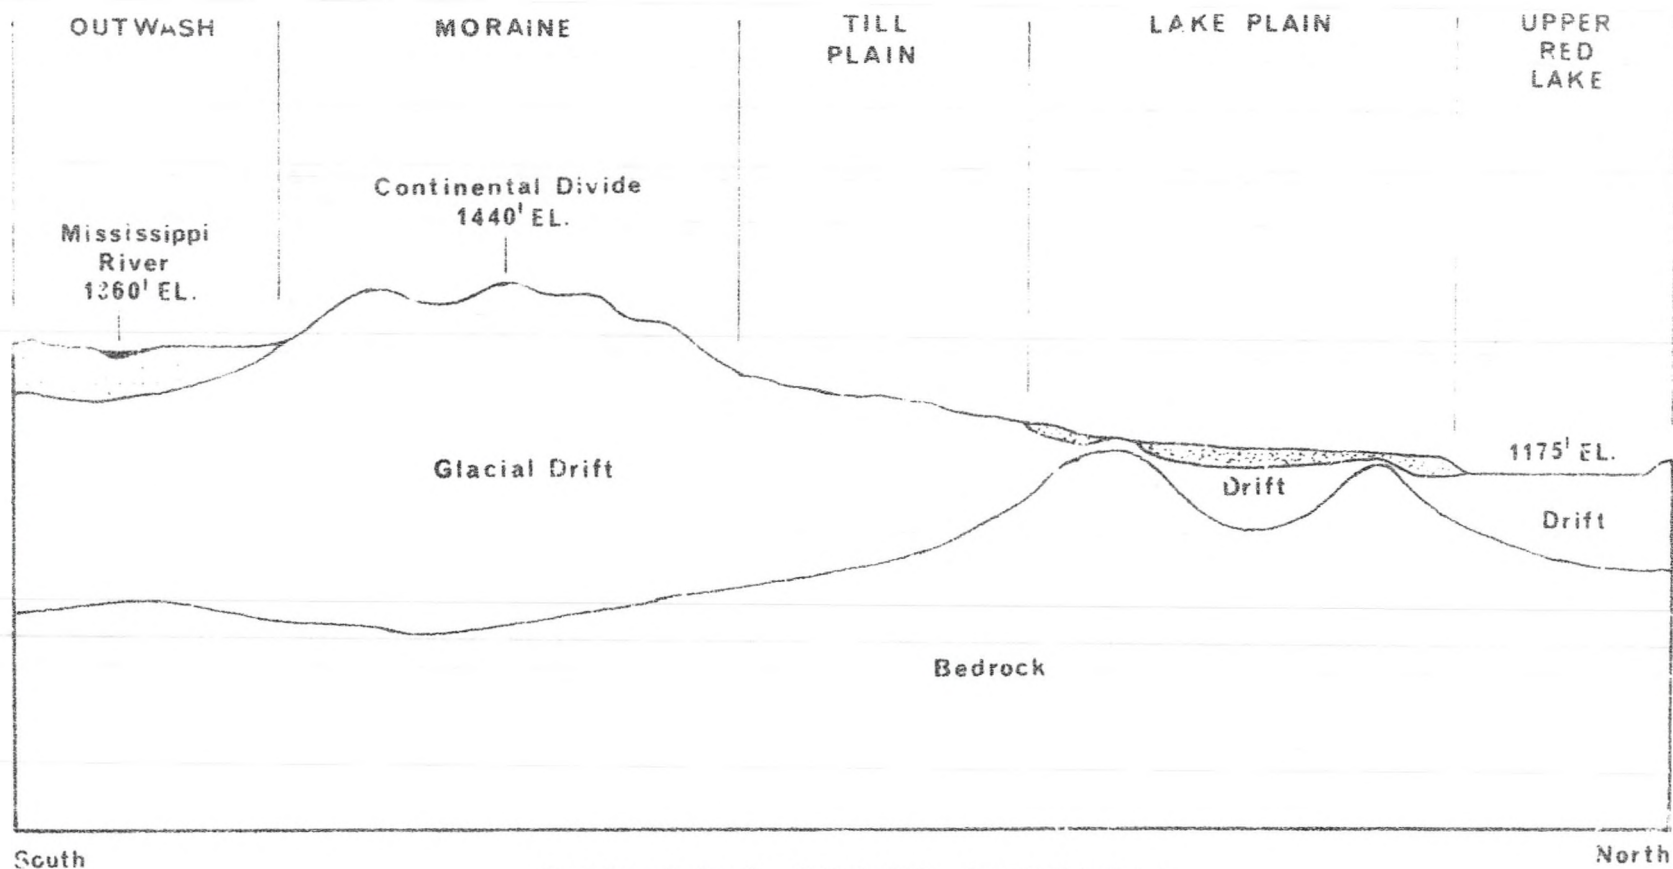 OUTWASH
MORAINE
TILL
PLAIN
LAKE PLAIN
UPPER
RED
LAKE
Continental Divide
1440' EL.
Mississippi
River
1360' EL.
1175' EL.
Glacial Drift
Drift
Drift
Bedrock
South
North